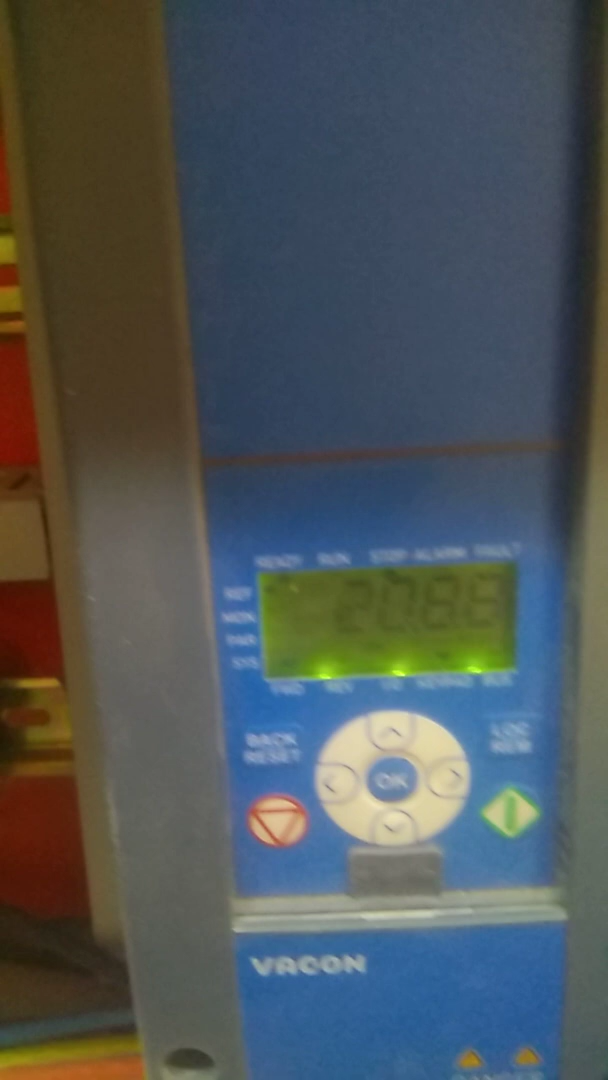 READY RUN STOP ALARM FAULT
REF
MON
PAR
SYS
FWD REV I/O KEYPAD BUS
BACK
RESET
LOC
REM
OK
VACON
DANGER